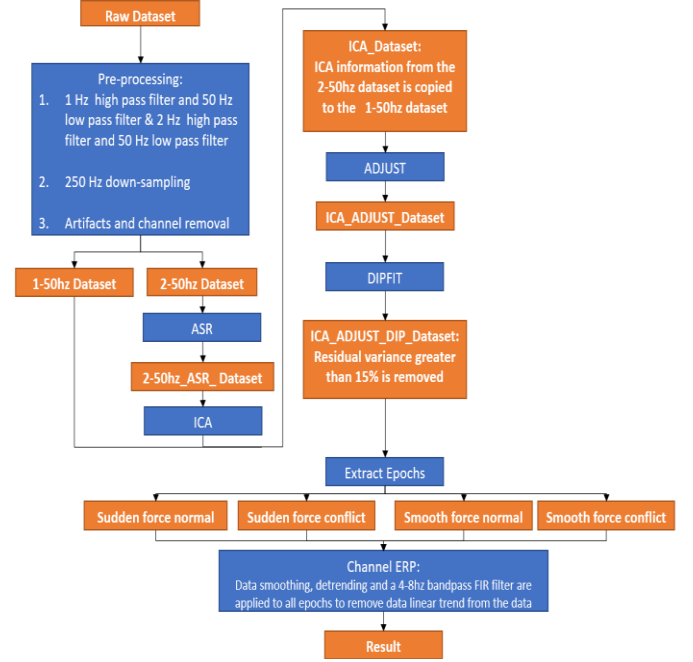 Raw Dataset
Pre-processing:
1. 1 Hz high pass filter and 50 Hz
low pass filter & 2 Hz high pass
filter and 50 Hz low pass filter
2. 250 Hz down-sampling
3. Artifacts and channel removal
1-50hz Dataset
2-50hz Dataset
ASR
2-50hz_ASR_ Dataset
ICA
ICA_Dataset:
ICA information from the
2-50hz dataset is copied
to the 1-50hz dataset
ADJUST
ICA_ADJUST_Dataset
DIPFIT
ICA_ADJUST_DIP_Dataset:
Residual variance greater
than 15% is removed
Extract Epochs
Sudden force normal
Sudden force conflict
Smooth force normal
Smooth force conflict
Channel ERP:
Data smoothing, detrending and a 4-8hz bandpass FIR filter are
applied to all epochs to remove data linear trend from the data
Result